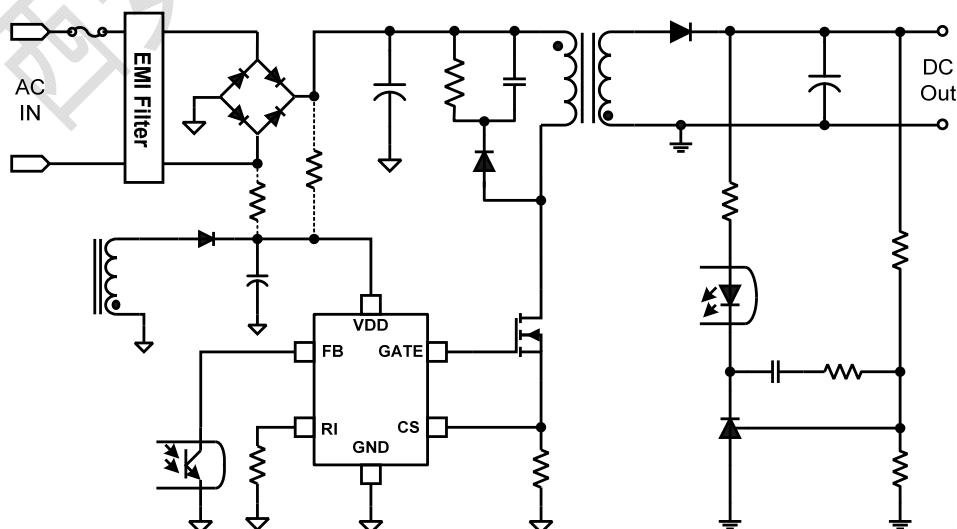 AC
IN
EMI Filter
DC
Out
VDD
FB
GATE
RI
CS
GND